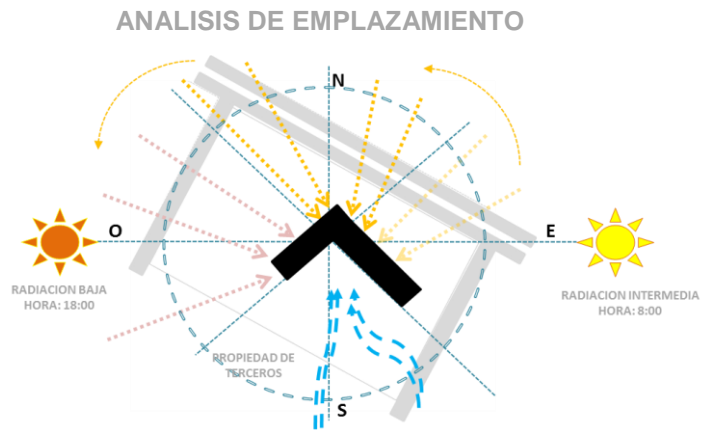 ANALISIS DE EMPLAZAMIENTO
N
O
E
RADIACION BAJA
HORA: 18:00
RADIACION INTERMEDIA
HORA: 8:00
PROPIEDAD DE
TERCEROS
S